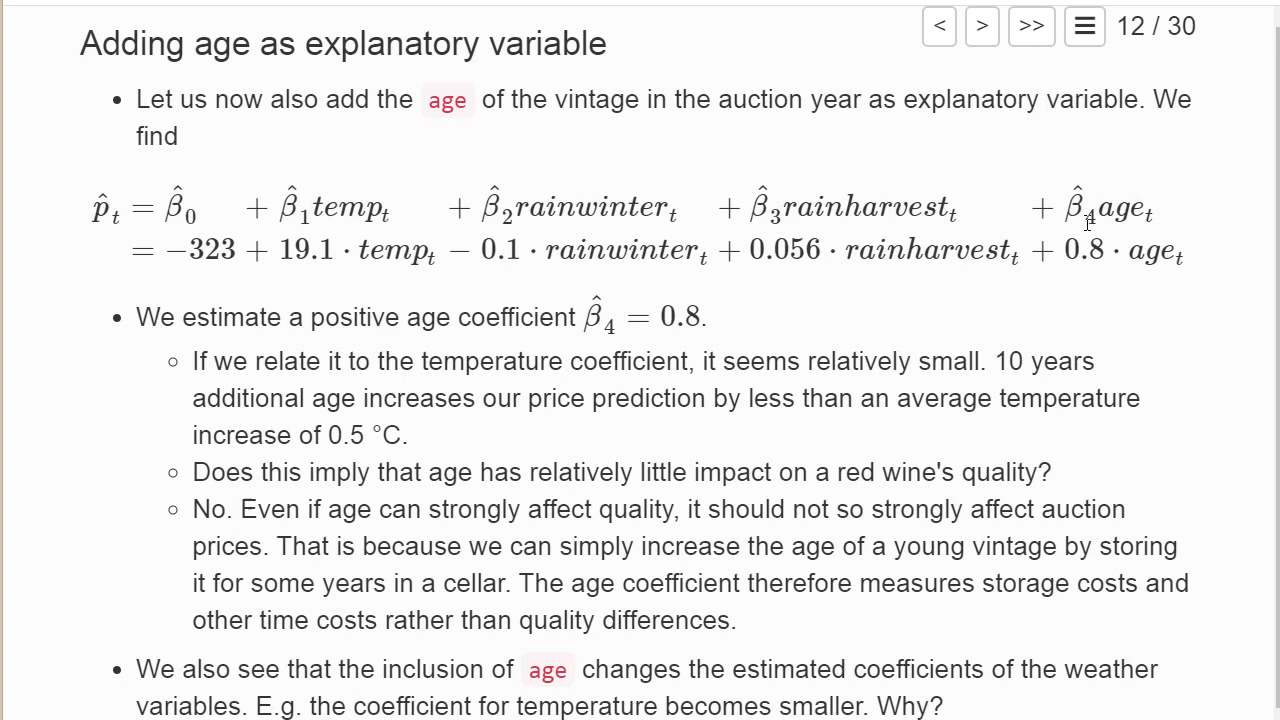 < > >> ☰ 12 / 30
Adding age as explanatory variable
• Let us now also add the age of the vintage in the auction year as explanatory variable. We
find
p̂ₜ = β̂₀ + β̂₁tempₜ + β̂₂rainwinterₜ + β̂₃rainharvestₜ + β̂₄ageₜ
= −323 + 19.1 · tempₜ − 0.1 · rainwinterₜ + 0.056 · rainharvestₜ + 0.8 · ageₜ
• We estimate a positive age coefficient β̂₄ = 0.8.
◦ If we relate it to the temperature coefficient, it seems relatively small. 10 years
additional age increases our price prediction by less than an average temperature
increase of 0.5 °C.
◦ Does this imply that age has relatively little impact on a red wine's quality?
◦ No. Even if age can strongly affect quality, it should not so strongly affect auction
prices. That is because we can simply increase the age of a young vintage by storing
it for some years in a cellar. The age coefficient therefore measures storage costs and
other time costs rather than quality differences.
• We also see that the inclusion of age changes the estimated coefficients of the weather
variables. E.g. the coefficient for temperature becomes smaller. Why?